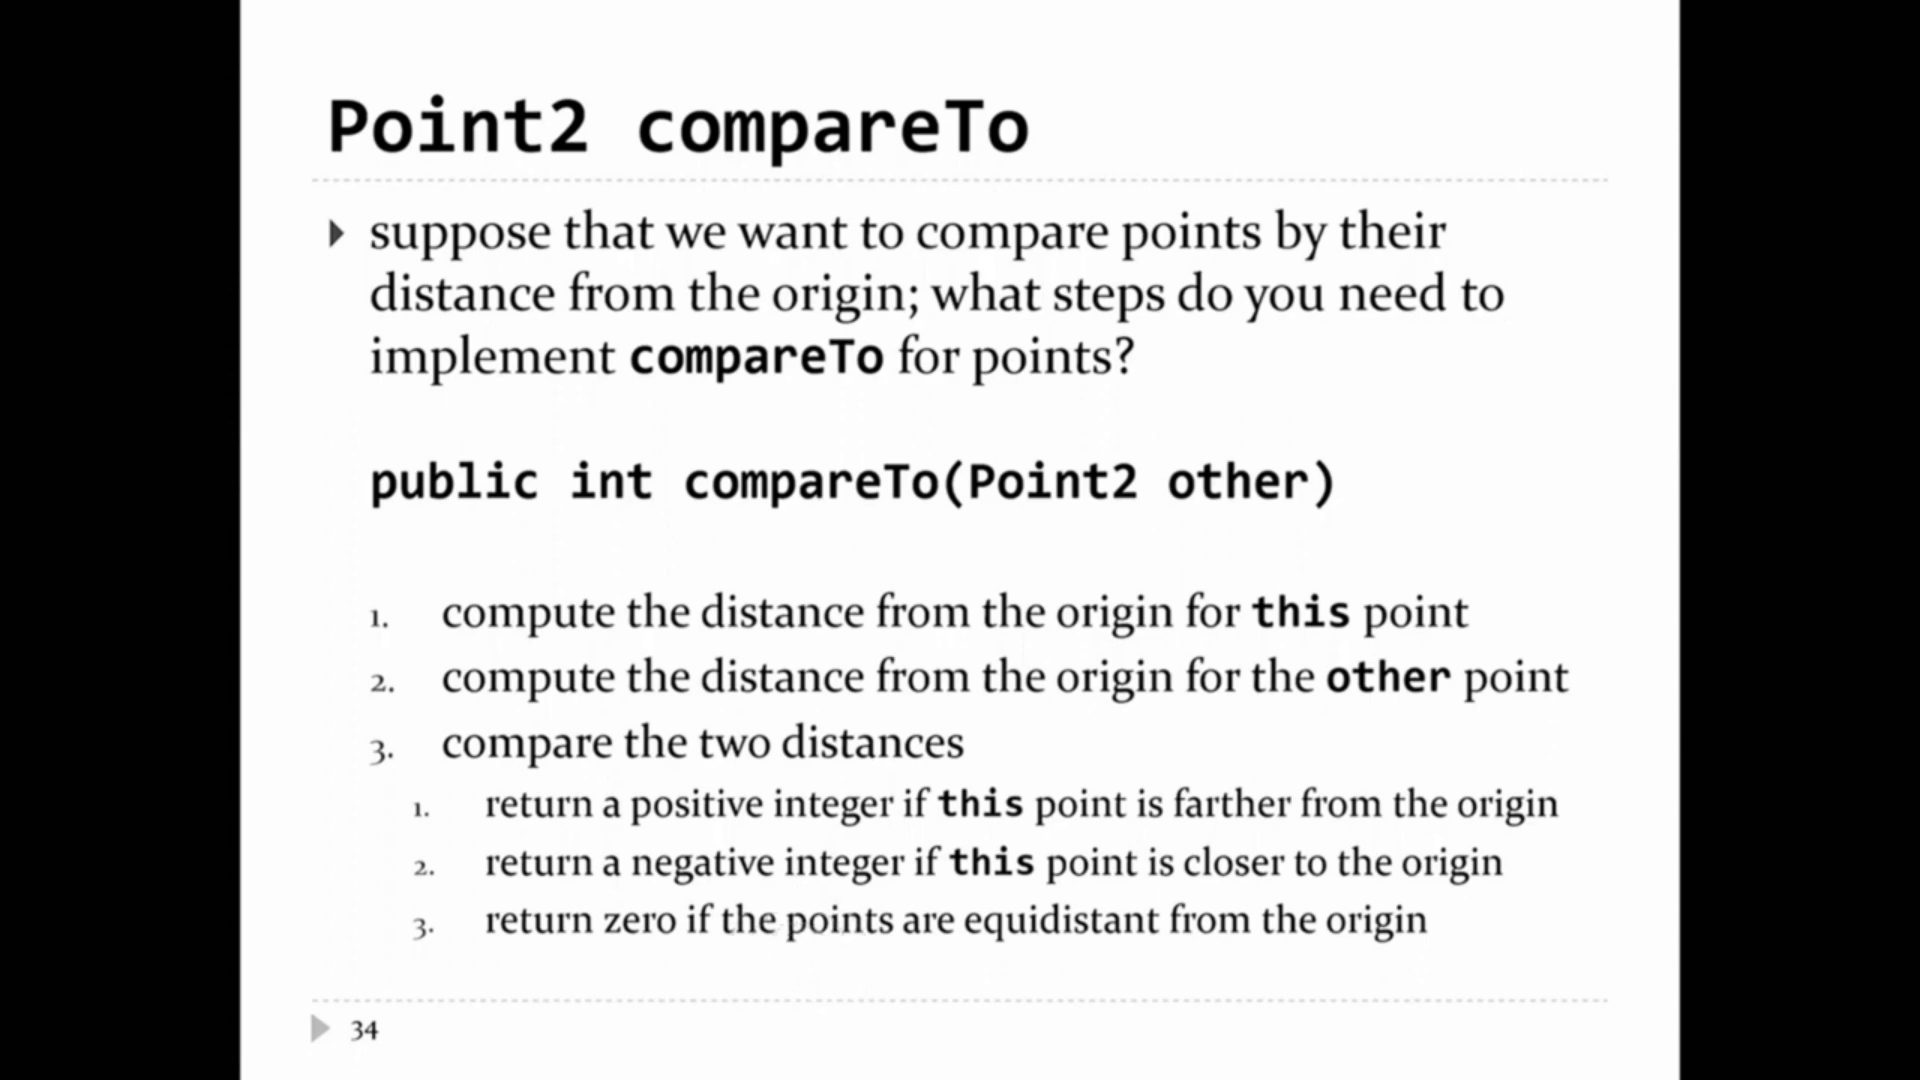 Point2 compareTo
suppose that we want to compare points by their
distance from the origin; what steps do you need to
implement compareTo for points?
public int compareTo(Point2 other)
1. compute the distance from the origin for this point
2. compute the distance from the origin for the other point
3. compare the two distances
1. return a positive integer if this point is farther from the origin
2. return a negative integer if this point is closer to the origin
3. return zero if the points are equidistant from the origin
34